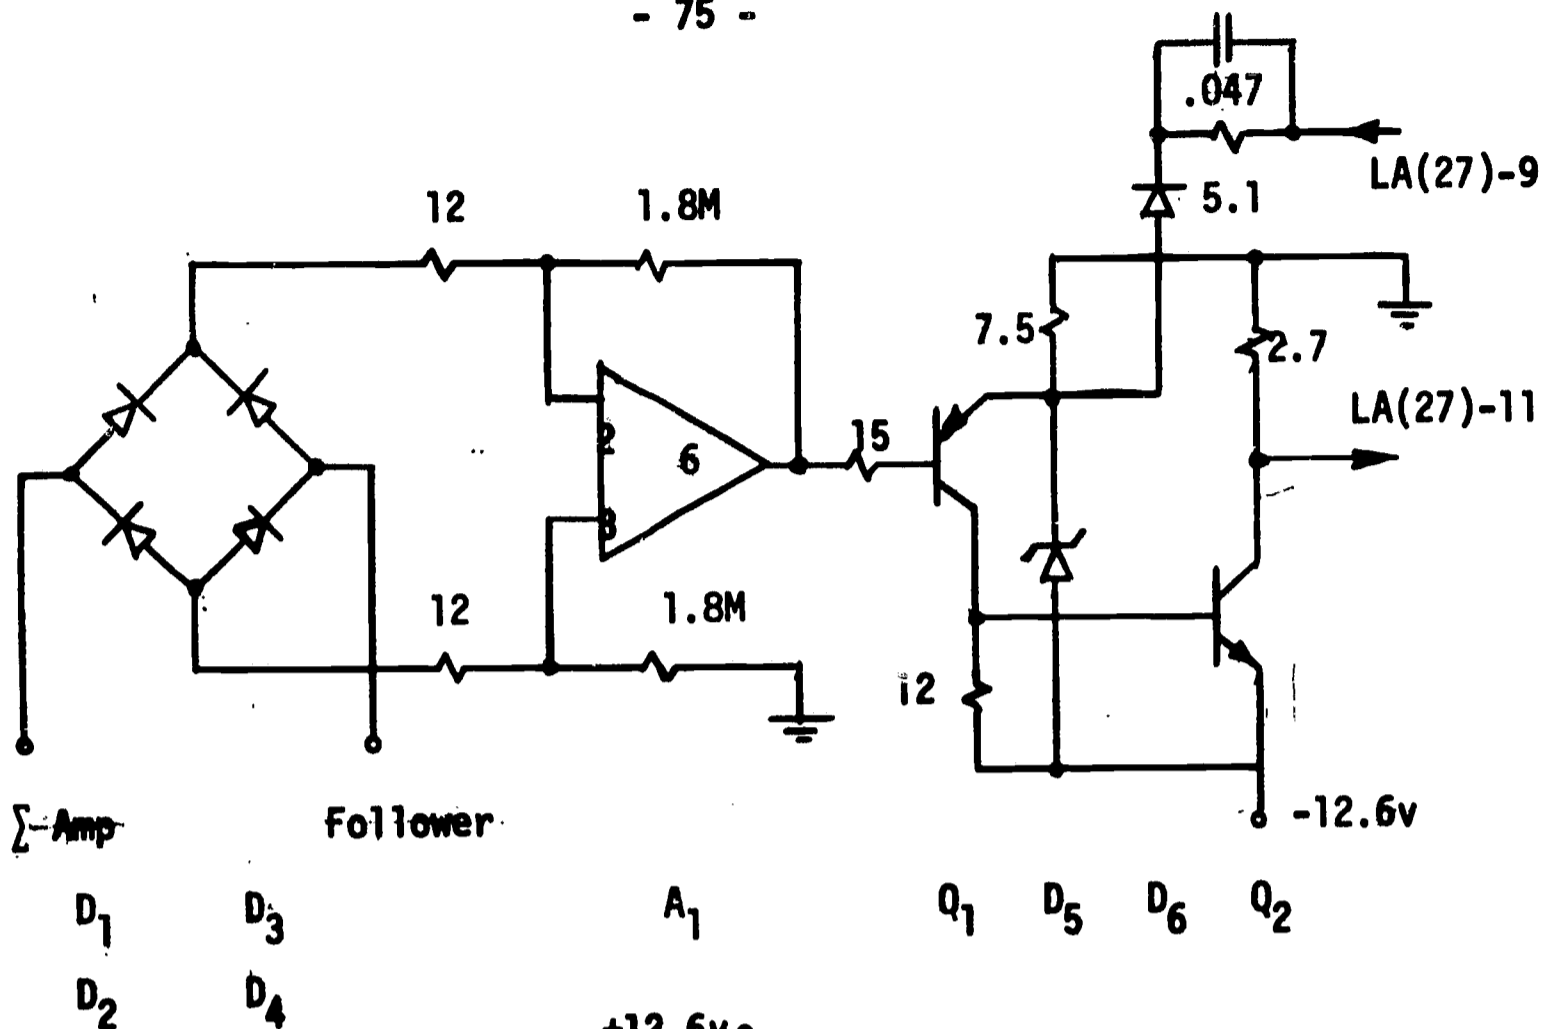 - 75 -
.047
LA(27)-9
12
1.8M
5.1
7.5
2.7
LA(27)-11
15
2
6
3
12
1.8M
12
-12.6v
Σ-Amp
Follower
D1
D3
A1
Q1
D5
D6
Q2
D2
D4
+12.6v